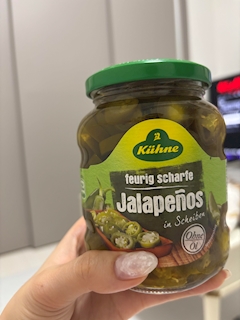 Kühne
feurig scharfe
Jalapeños
in Scheiben
Ohne
Öl